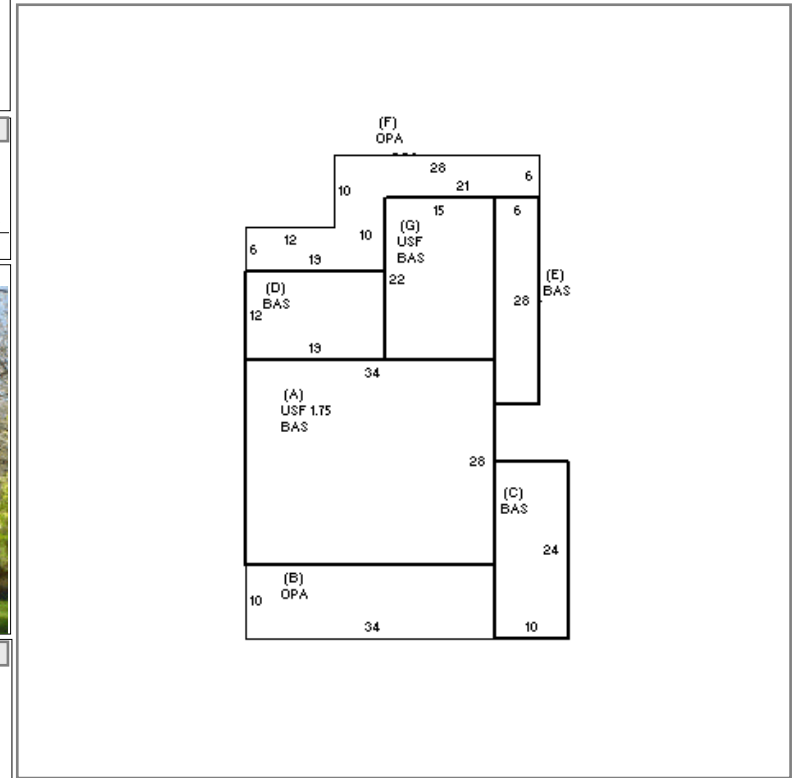 (F)
OPA
28
6
21
10
15
6
(G)
USF
BAS
10
12
6
19
(E)
BAS
22
(D)
BAS
28
12
19
34
(A)
USF 1.75
BAS
28
(C)
BAS
24
(B)
OPA
10
34
10